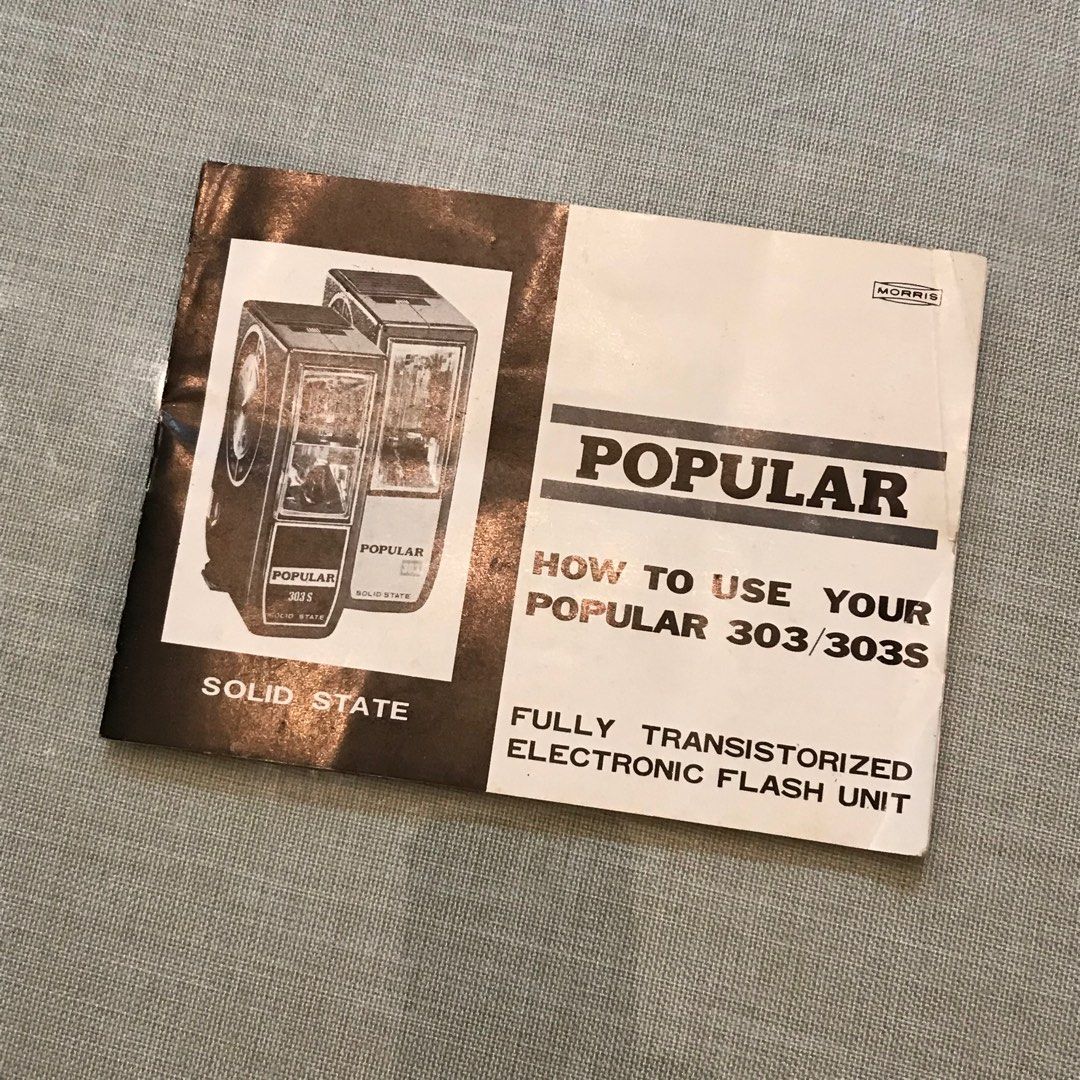 MORRIS
POPULAR
HOW TO USE YOUR
POPULAR 303/303S
FULLY TRANSISTORIZED
ELECTRONIC FLASH UNIT
POPULAR
SOLID STATE
POPULAR
303 S
SOLID STATE
SOLID STATE